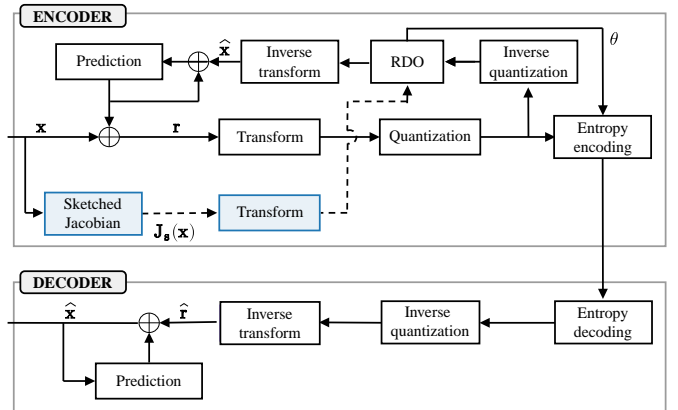 ENCODER
Prediction
x̂
Inverse
transform
RDO
Inverse
quantization
θ
x
r
Transform
Quantization
Entropy
encoding
Sketched
Jacobian
J_s(x)
Transform
DECODER
x̂
r̂
Inverse
transform
Inverse
quantization
Entropy
decoding
Prediction